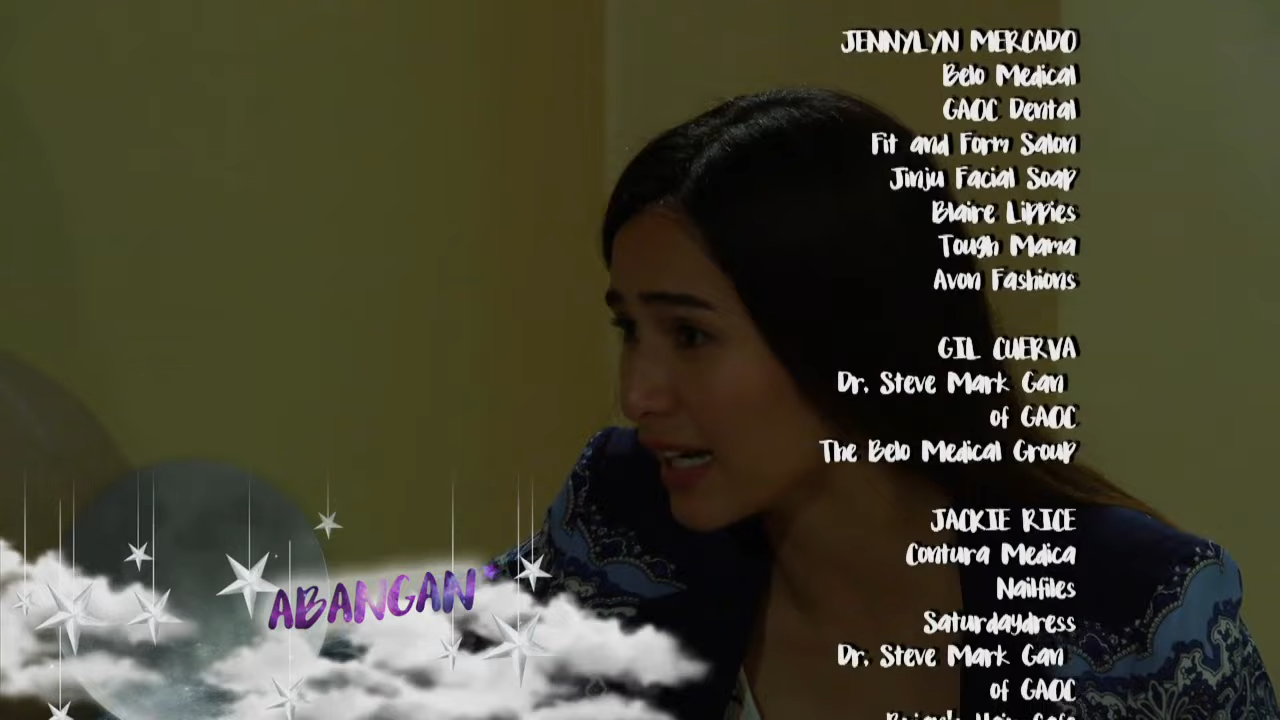 JENNYLYN MERCADO
Belo Medical
GAOC Dental
Fit and Form Salon
Jinju Facial Soap
Blaire Lippies
Tough Mama
Avon Fashions
GIL CUERVA
Dr. Steve Mark Gan
of GAOC
The Belo Medical Group
JACKIE RICE
Contura Medica
Nailfiles
Saturdaydress
Dr. Steve Mark Gan
of GAOC
ABANGAN